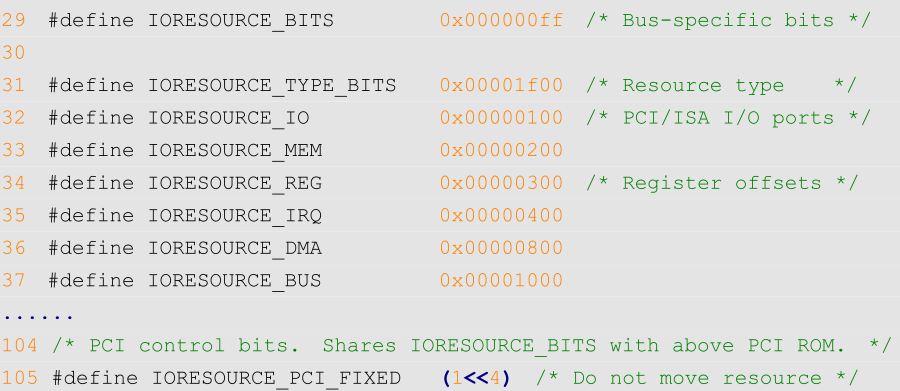 29 #define IORESOURCE_BITS 0x000000ff /* Bus-specific bits */
30
31 #define IORESOURCE_TYPE_BITS 0x00001f00 /* Resource type */
32 #define IORESOURCE_IO 0x00000100 /* PCI/ISA I/O ports */
33 #define IORESOURCE_MEM 0x00000200
34 #define IORESOURCE_REG 0x00000300 /* Register offsets */
35 #define IORESOURCE_IRQ 0x00000400
36 #define IORESOURCE_DMA 0x00000800
37 #define IORESOURCE_BUS 0x00001000
......
104 /* PCI control bits. Shares IORESOURCE_BITS with above PCI ROM. */
105 #define IORESOURCE_PCI_FIXED (1<<4) /* Do not move resource */